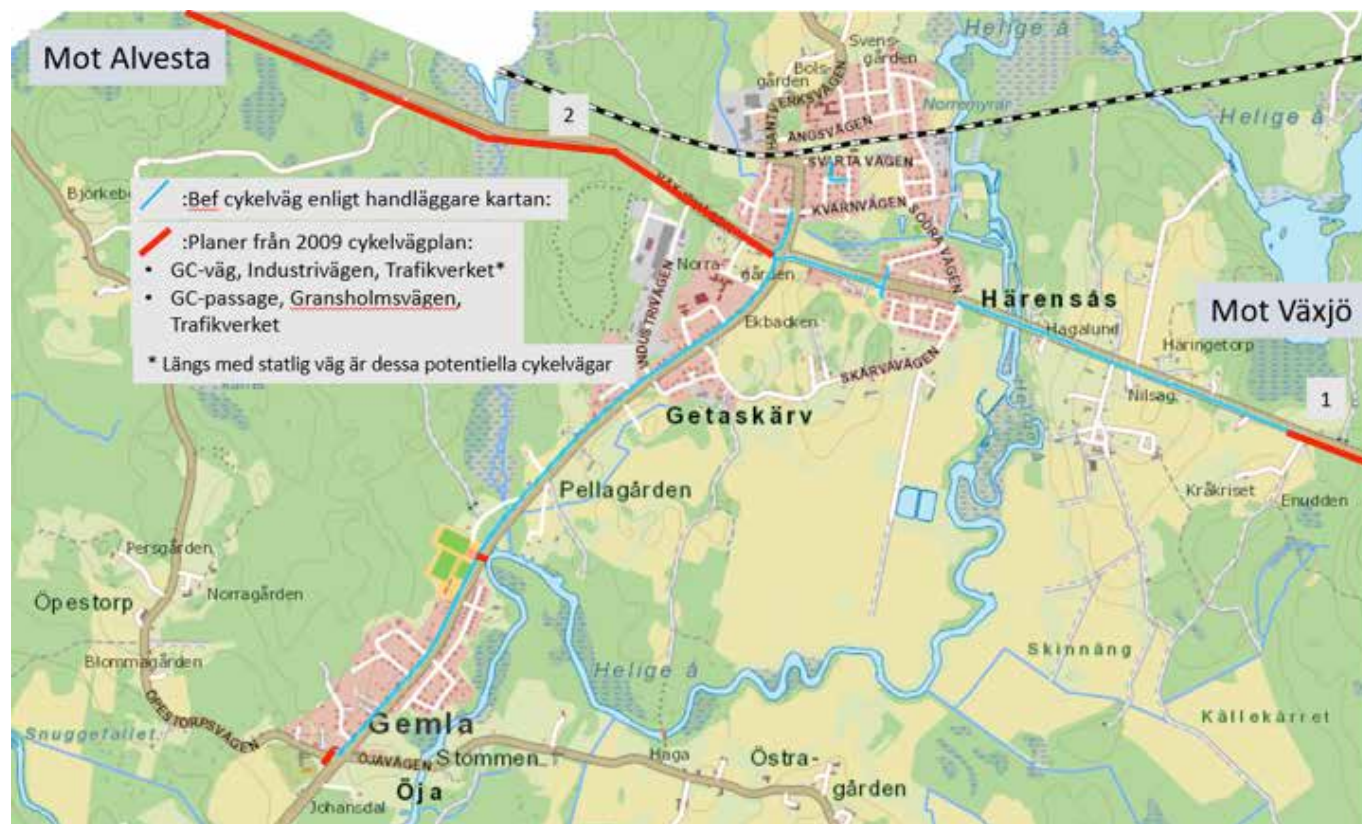 Mot Alvesta
2
Helige å
Svens-
gården
Bols-
gården
HANTVERKSVÄGEN
Norremyrar
ÄNGSVÄGEN
Helige å
SVARTA VÄGEN
KVARNVÄGEN
SÖDRA VÄGEN
:Bef cykelväg enligt handläggare kartan:
:Planer från 2009 cykelvägplan:
• GC-väg, Industrivägen, Trafikverket*
• GC-passage, Gransholmsvägen,
Trafikverket
* Längs med statlig väg är dessa potentiella cykelvägar
INDUSTRIVÄGEN
Norra-
gården
Ekbacken
Härensås
Mot Växjö
Hagalund
Häringetorp
SKÄRVAVÄGEN
Nilsag.
1
Getaskärv
Pellagården
Kråkriset
Enudden
Persgården
Norragården
Öpestorp
Blommagården
Helige å
Skinnäng
ÖPESTORPSVÄGEN
Snuggefallet
Gemla
Källekärret
ÖJAVÄGEN
Stommen
Haga
Östra-
gården
Öja
Johansdal